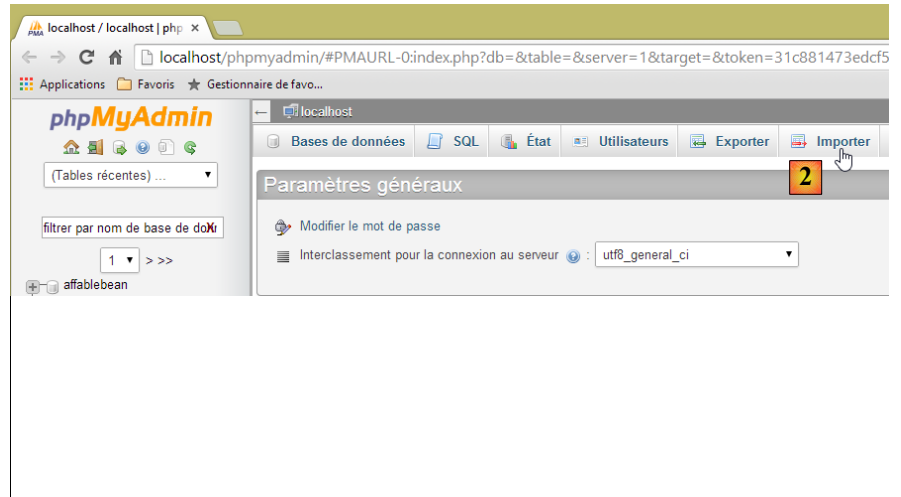 PMA localhost / localhost | php ×
localhost/phpmyadmin/#PMAURL-0:index.php?db=&table=&server=1&target=&token=31c881473edcf5
Applications Favoris Gestionnaire de favo...
phpMyAdmin
localhost
Bases de données SQL État Utilisateurs Exporter Importer
(Tables récentes) ...
2
Paramètres généraux
filtrer par nom de base de
X
Modifier le mot de passe
1 > >>
Interclassement pour la connexion au serveur : utf8_general_ci
affablebean